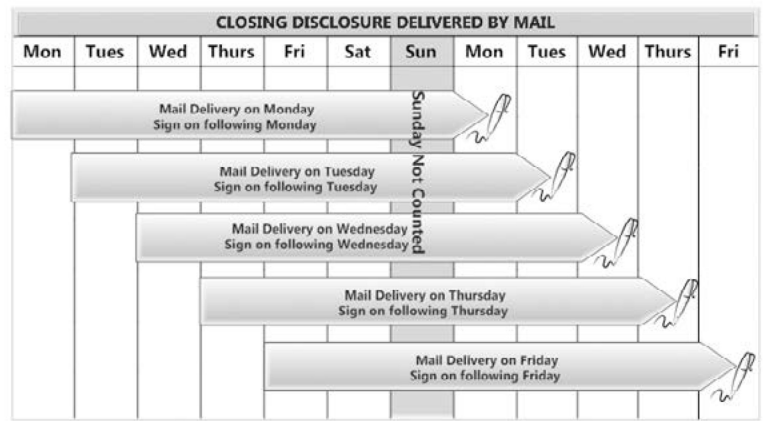 CLOSING DISCLOSURE DELIVERED BY MAIL
Mon Tues Wed Thurs Fri Sat Sun Mon Tues Wed Thurs Fri
Sunday Not Counted
Mail Delivery on Monday
Sign on following Monday
Mail Delivery on Tuesday
Sign on following Tuesday
Mail Delivery on Wednesday
Sign on following Wednesday
Mail Delivery on Thursday
Sign on following Thursday
Mail Delivery on Friday
Sign on following Friday